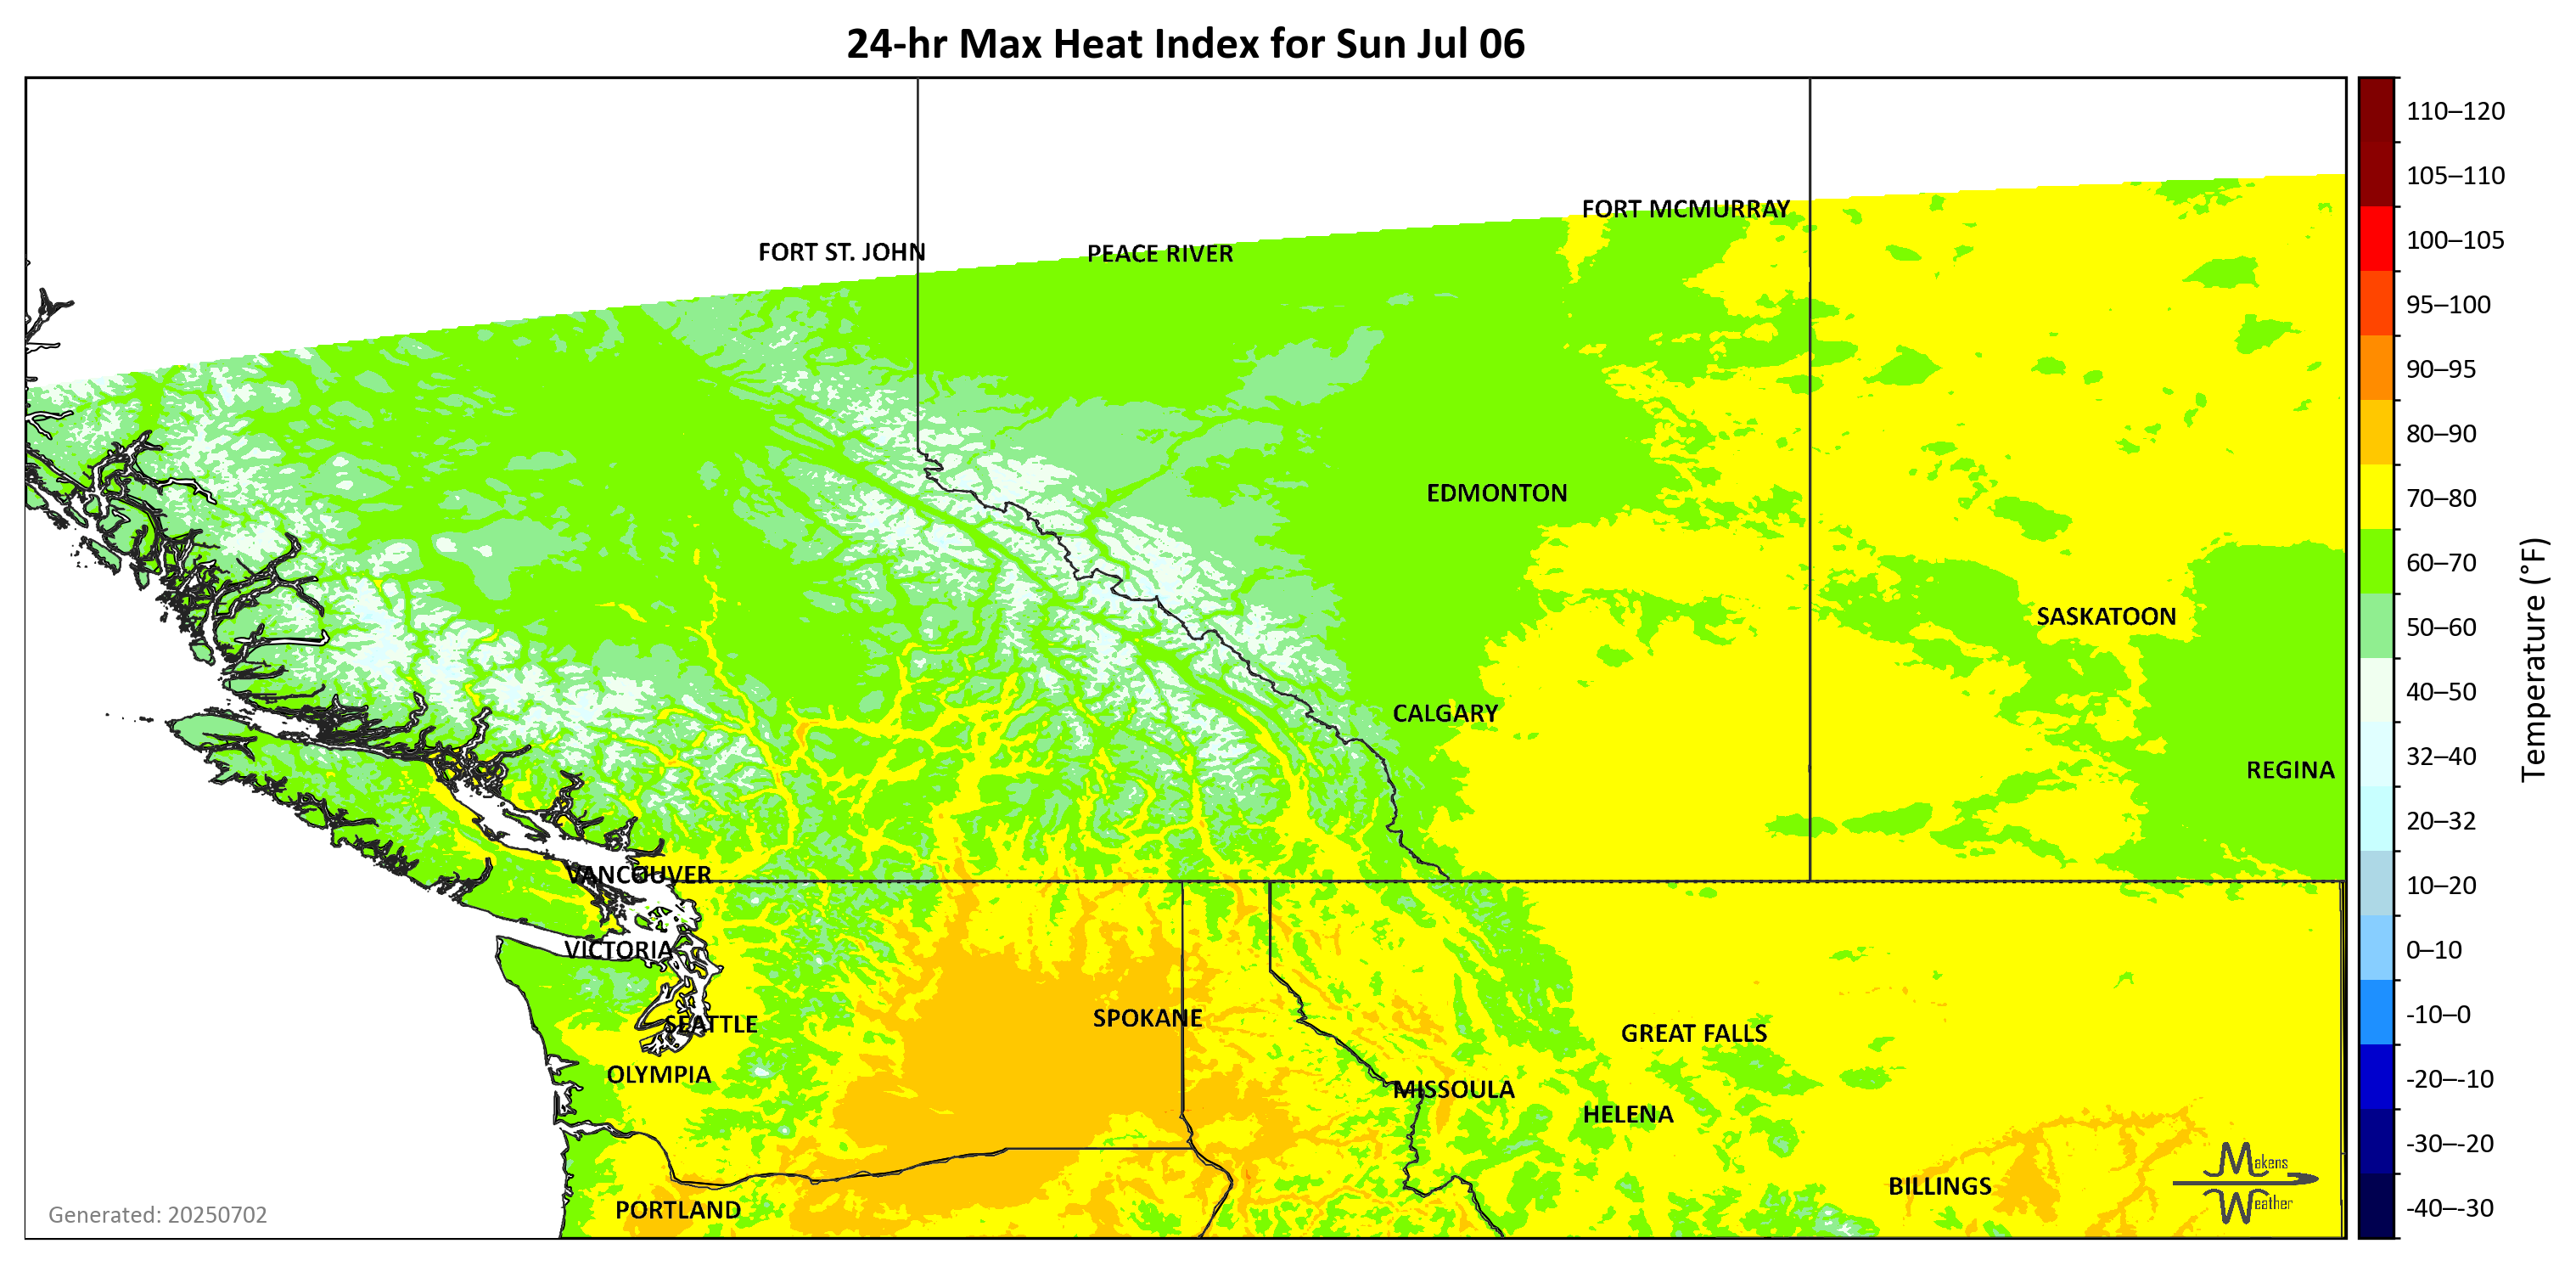 24-hr Max Heat Index for Sun Jul 06
110–120
105–110
100–105
95–100
90–95
80–90
70–80
60–70
50–60
40–50
32–40
20–32
10–20
0–10
-10–0
-20–-10
-30–-20
-40–-30
Temperature (°F)
FORT MCMURRAY
FORT ST. JOHN
PEACE RIVER
EDMONTON
SASKATOON
CALGARY
REGINA
VANCOUVER
VICTORIA
SEATTLE
SPOKANE
GREAT FALLS
OLYMPIA
MISSOULA
HELENA
BILLINGS
PORTLAND
Makens
Weather
Generated: 20250702